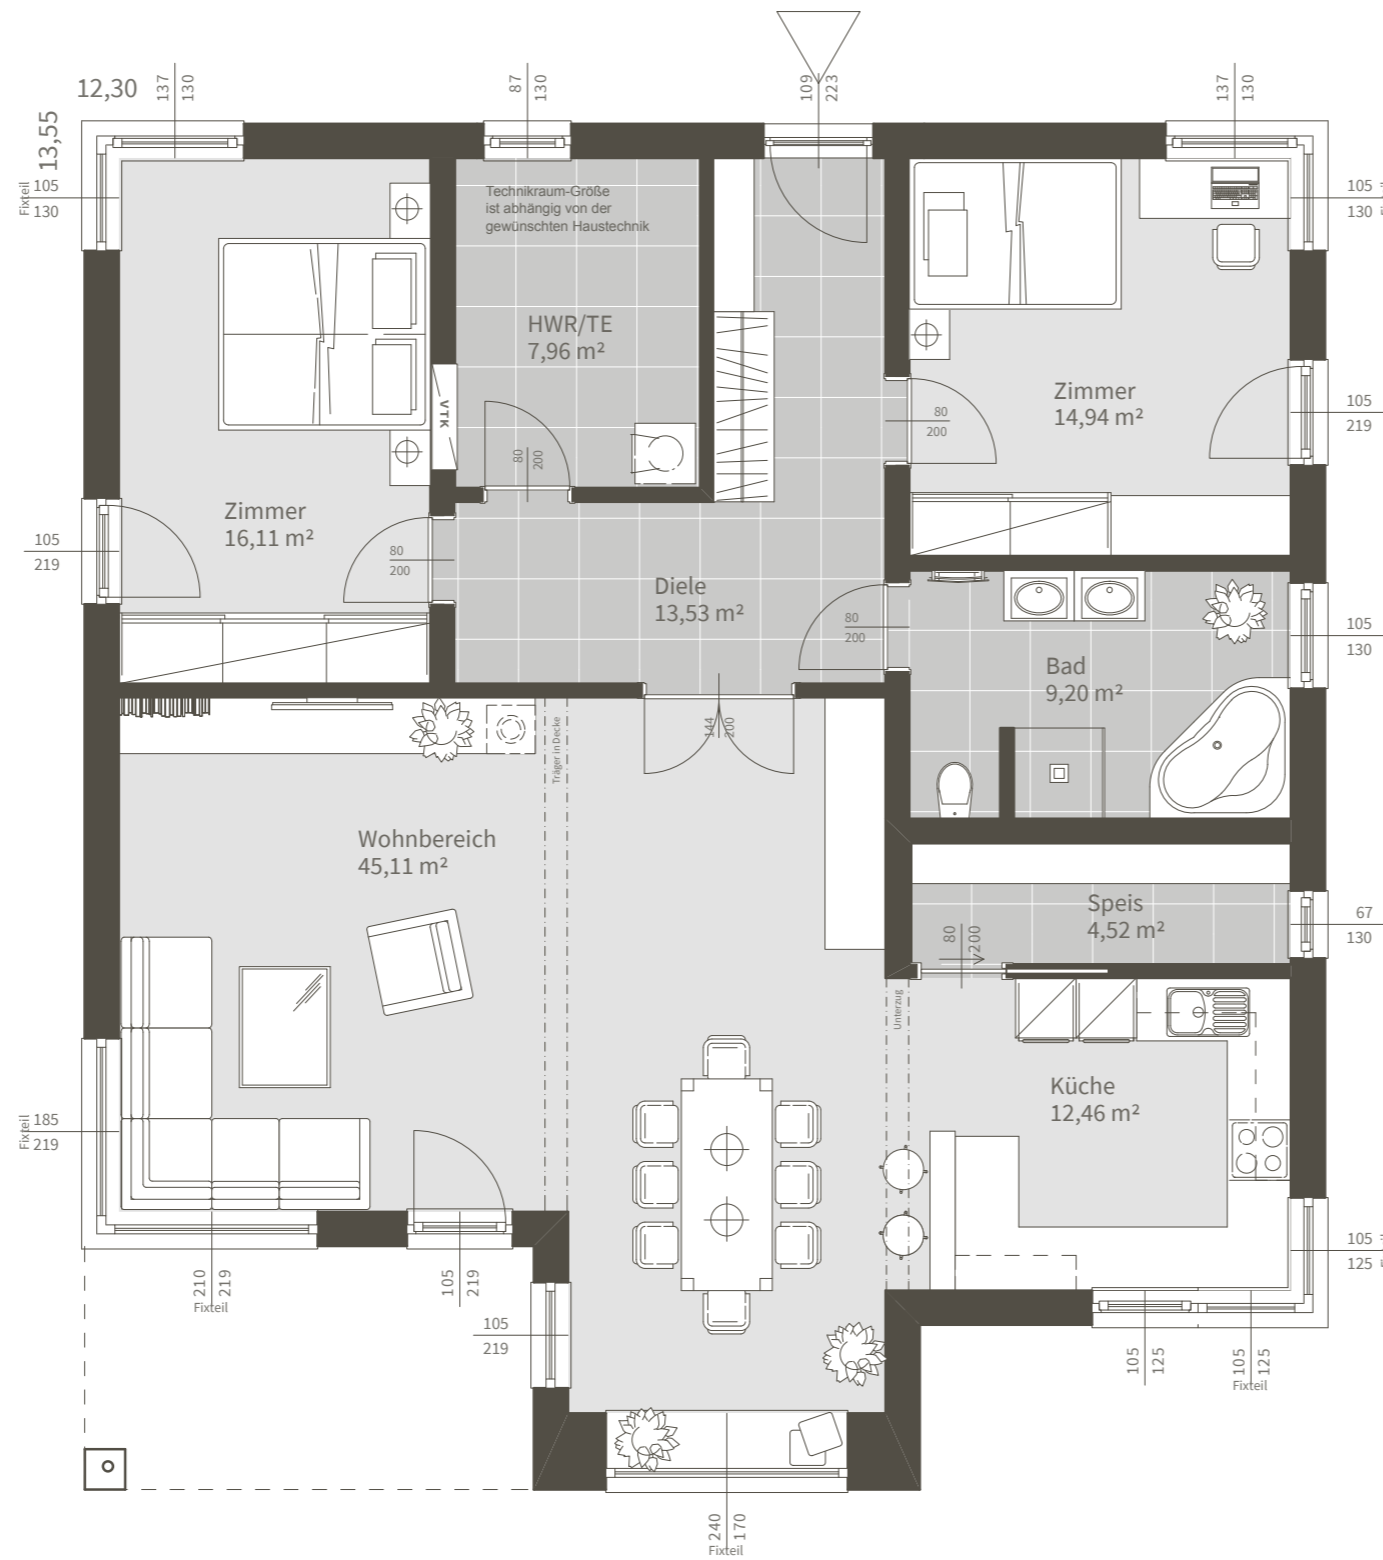 12,30
13,55
137
130
87
130
109
223
137
130
Fixteil
105
130
105
130
Technikraum-Größe
ist abhängig von der
gewünschten Haustechnik
HWR/TE
7,96 m²
Zimmer
14,94 m²
VTK
80
200
80
200
105
219
Zimmer
16,11 m²
105
219
80
200
Diele
13,53 m²
80
200
105
130
Bad
9,20 m²
144
200
Träger in Decke
Wohnbereich
45,11 m²
Speis
4,52 m²
67
130
80
200
Unterzug
Küche
12,46 m²
Fixteil
185
219
105
125
210
219
Fixteil
105
219
105
219
105
125
105
125
Fixteil
240
170
Fixteil